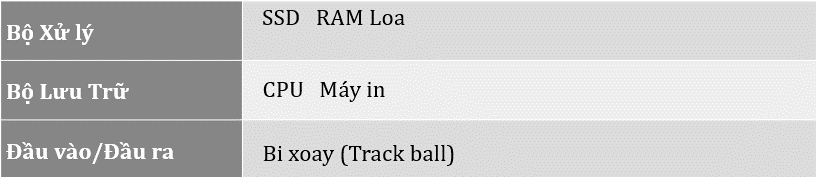 Bộ Xử lý
SSD RAM Loa
Bộ Lưu Trữ
CPU Máy in
Đầu vào/Đầu ra
Bi xoay (Track ball)